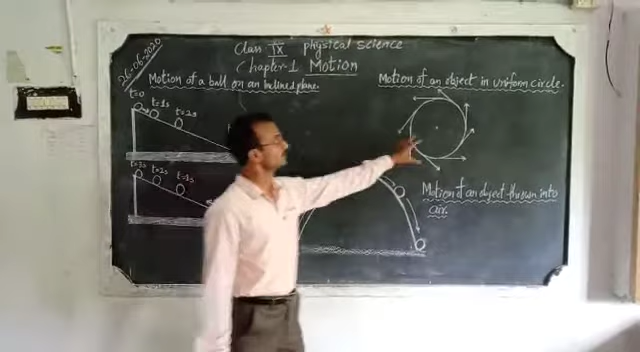 26-06-2020
Class IX physical science
Chapter-1 Motion
Motion of a ball on an Inclined plane.
t=0
t=1s
t=2s
t=3s
t=2s
t=1s
Motion of an object in uniform circle.
Motion of an object thrown into
air.